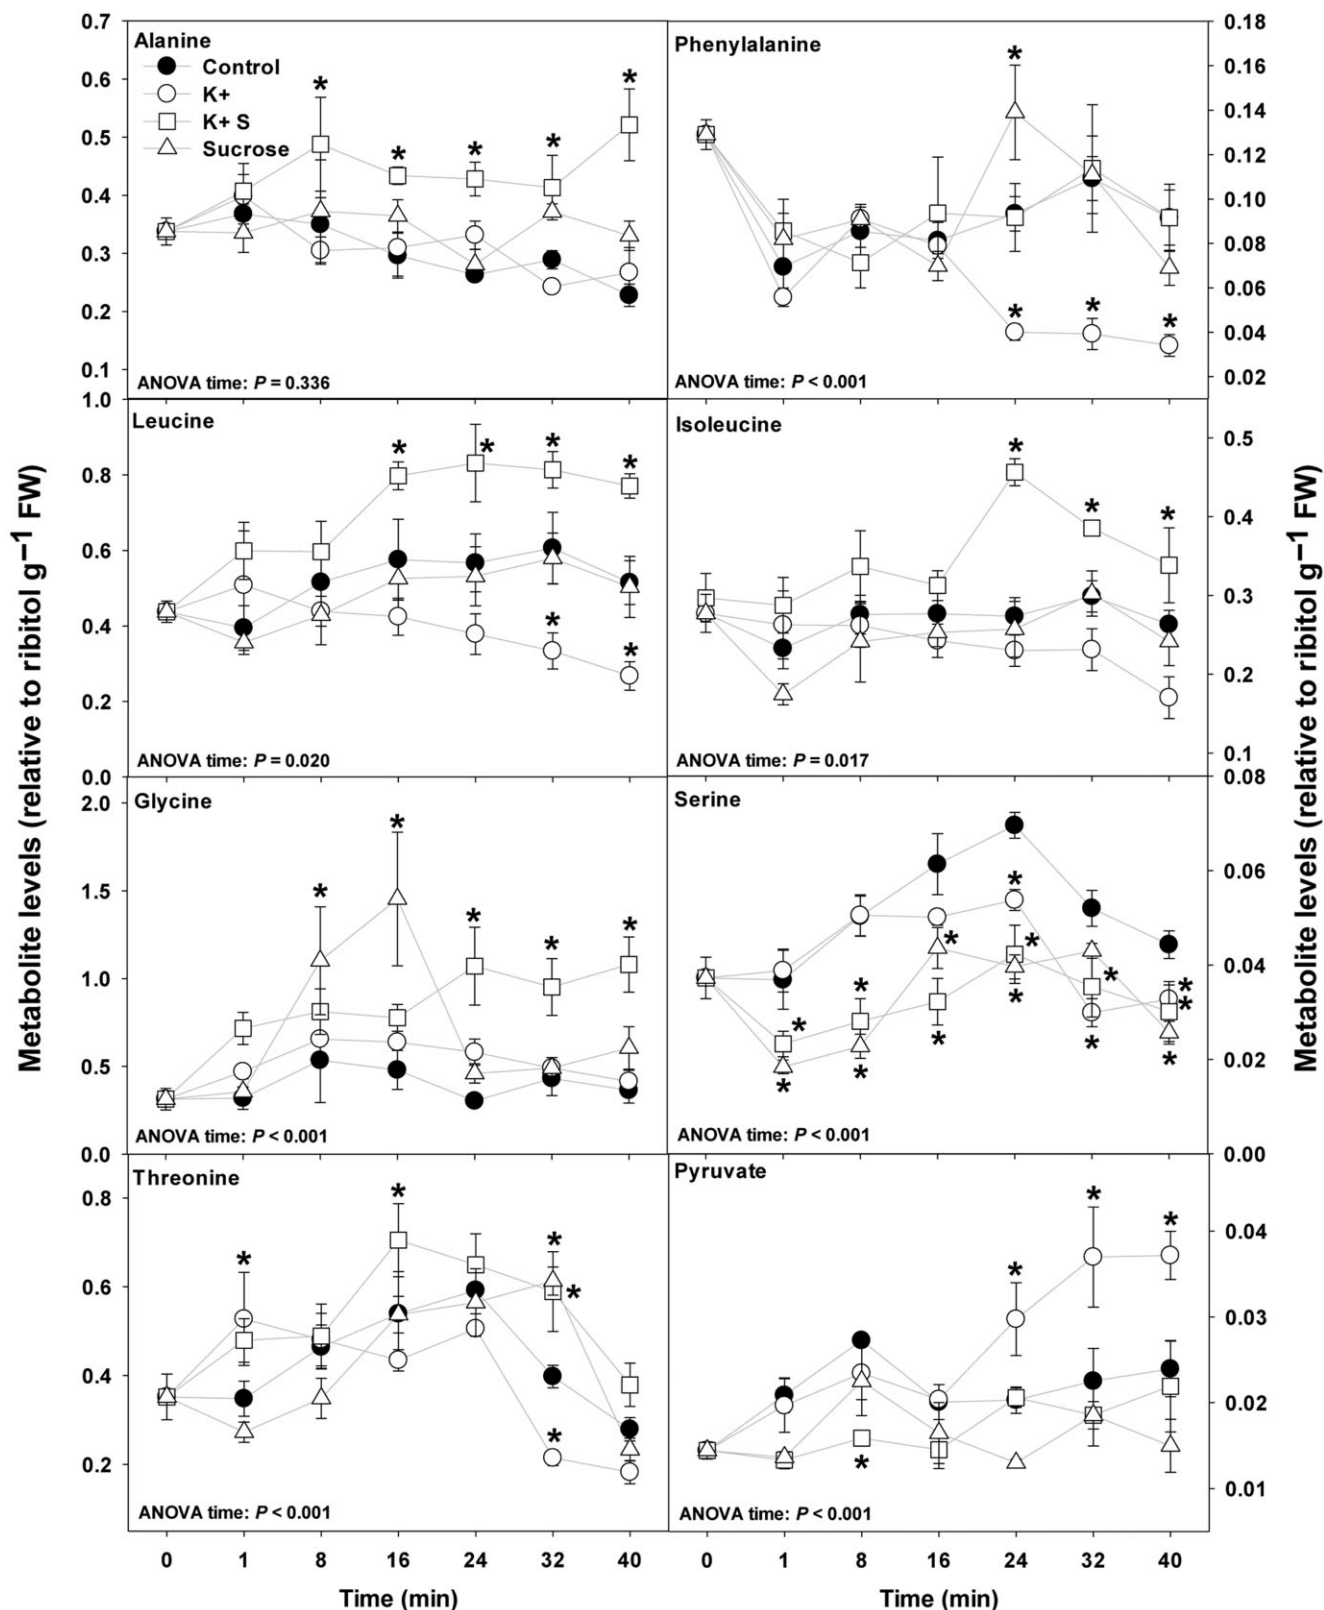 Metabolite levels (relative to ribitol g–1 FW)
0.7
0.6
0.5
0.4
0.3
0.2
0.1
Alanine
Control
K+
K+ S
Sucrose
* * * * *
ANOVA time: P = 0.336
Phenylalanine
*
* * *
ANOVA time: P < 0.001
0.18
0.16
0.14
0.12
0.10
0.08
0.06
0.04
0.02
1.0
0.8
0.6
0.4
0.2
0.0
Leucine
* * * *
* *
ANOVA time: P = 0.020
Isoleucine
* * *
ANOVA time: P = 0.017
0.5
0.4
0.3
0.2
0.1
2.0
1.5
1.0
0.5
0.0
Glycine
* * * * *
ANOVA time: P < 0.001
Serine
*
* * * * * * *
* * * * * *
ANOVA time: P < 0.001
0.08
0.06
0.04
0.02
0.00
0.8
0.6
0.4
0.2
Threonine
* * * *
*
ANOVA time: P < 0.001
Pyruvate
* * *
*
ANOVA time: P < 0.001
0.04
0.03
0.02
0.01
0 1 8 16 24 32 40
Time (min)
0 1 8 16 24 32 40
Time (min)
Metabolite levels (relative to ribitol g–1 FW)